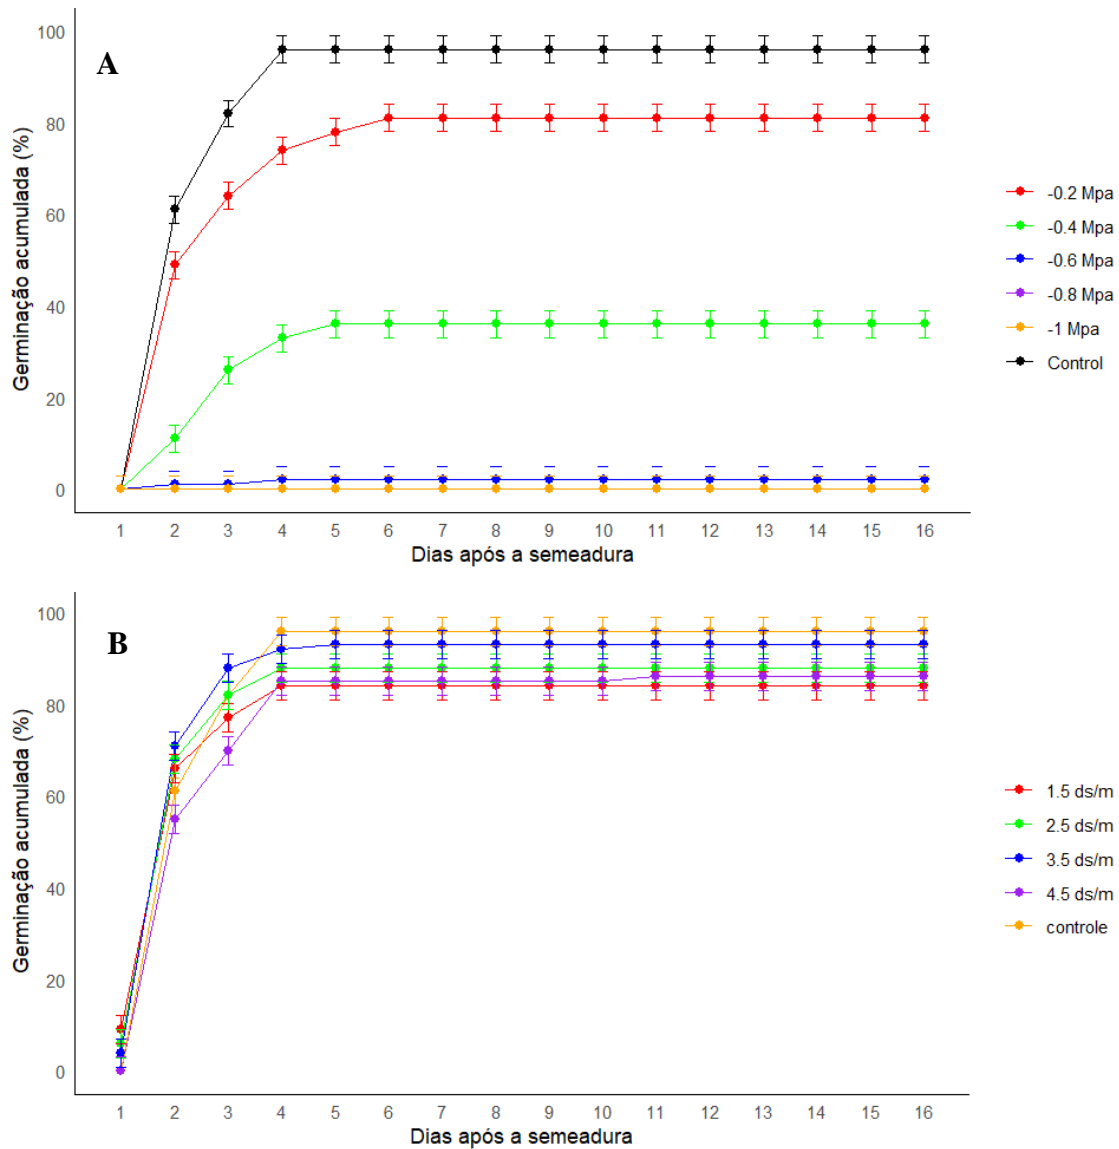 A
100
80
60
40
20
0
Germinação acumulada (%)
1 2 3 4 5 6 7 8 9 10 11 12 13 14 15 16
Dias após a semeadura
-0.2 Mpa
-0.4 Mpa
-0.6 Mpa
-0.8 Mpa
-1 Mpa
Control
B
100
80
60
40
20
0
Germinação acumulada (%)
1 2 3 4 5 6 7 8 9 10 11 12 13 14 15 16
Dias após a semeadura
1.5 ds/m
2.5 ds/m
3.5 ds/m
4.5 ds/m
controle